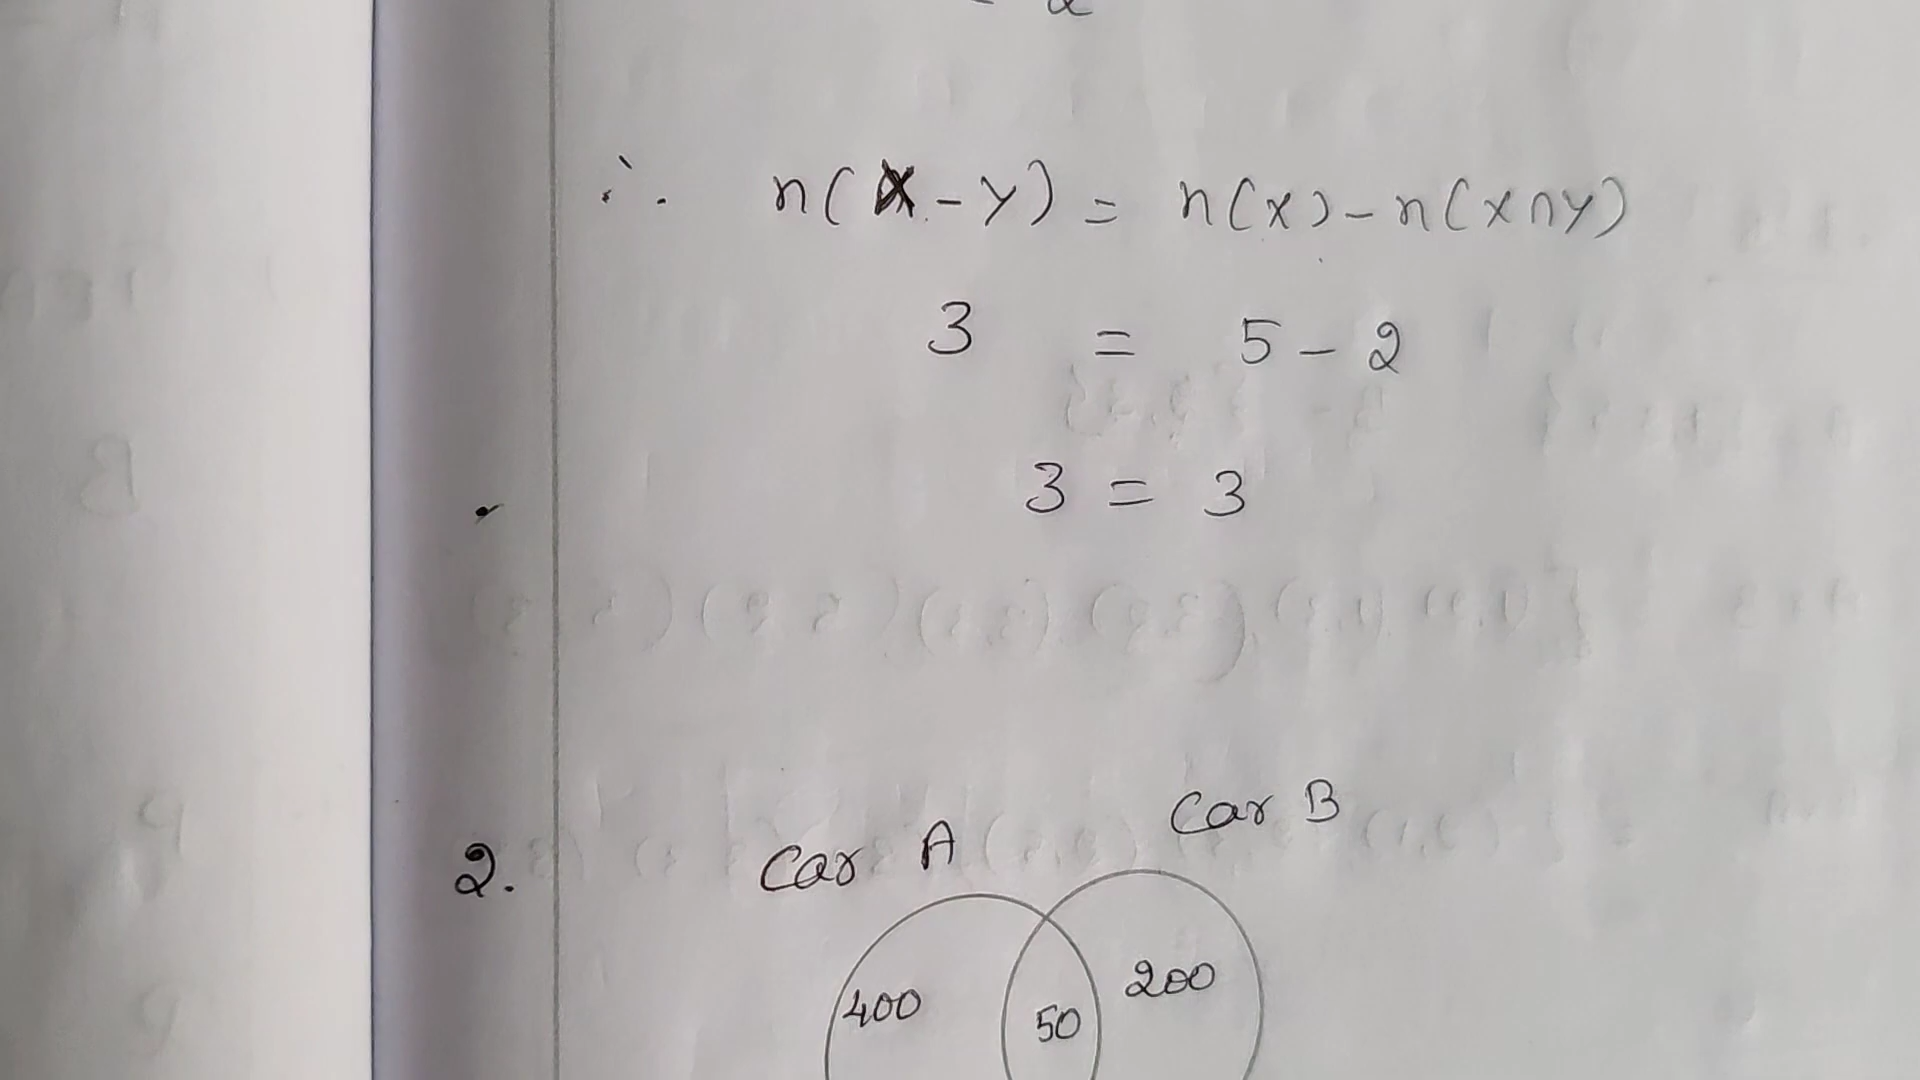 ∴ n(X - Y) = n(X) - n(X∩Y)
3 = 5 - 2
3 = 3
2. Car A Car B
400 50 200